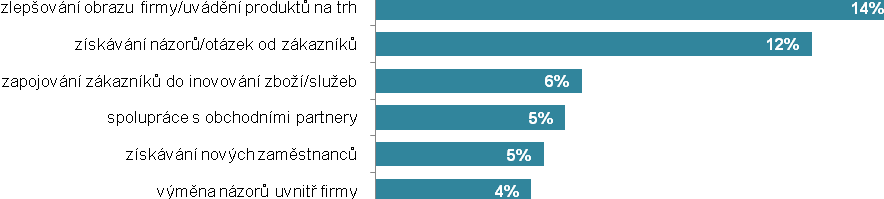 zlepšování obrazu firmy/uvádění produktů na trh 14%
získávání názorů/otázek od zákazníků 12%
zapojování zákazníků do inovování zboží/služeb 6%
spolupráce s obchodními partnery 5%
získávání nových zaměstnanců 5%
výměna názorů uvnitř firmy 4%